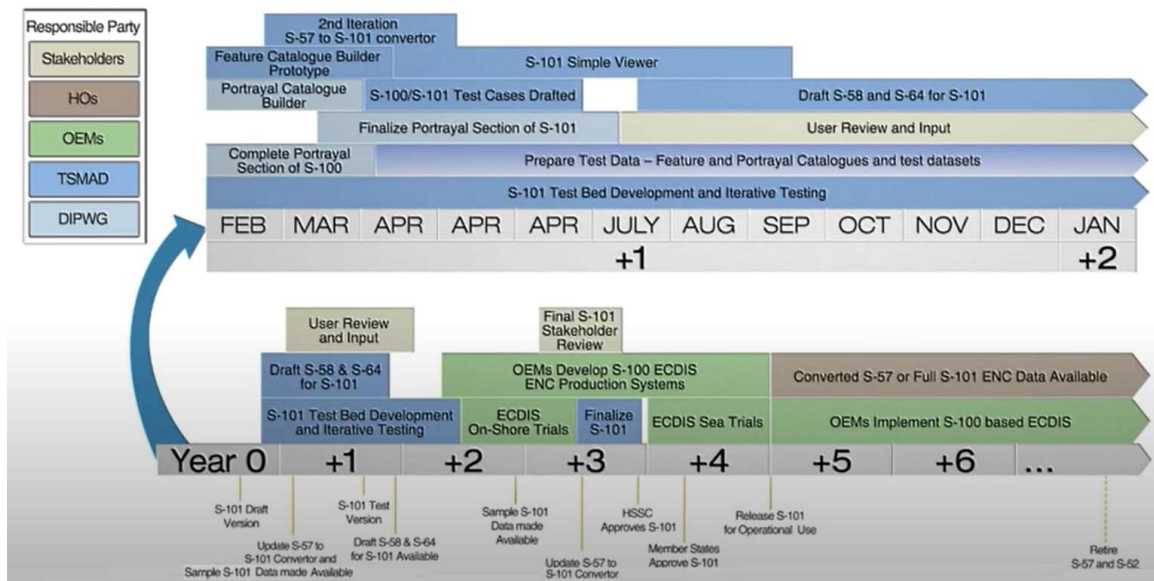 Responsible Party
Stakeholders
HOs
OEMs
TSMAD
DIPWG
2nd Iteration
S-57 to S-101 convertor
Feature Catalogue Builder
Prototype
S-101 Simple Viewer
Portrayal Catalogue
Builder
S-100/S-101 Test Cases Drafted
Draft S-58 and S-64 for S-101
Finalize Portrayal Section of S-101
User Review and Input
Complete Portrayal
Section of S-100
Prepare Test Data – Feature and Portrayal Catalogues and test datasets
S-101 Test Bed Development and Iterative Testing
FEB MAR APR APR APR JULY AUG SEP OCT NOV DEC JAN
+1 +2
User Review
and Input
Final S-101
Stakeholder
Review
Draft S-58 & S-64
for S-101
OEMs Develop S-100 ECDIS
ENC Production Systems
Converted S-57 or Full S-101 ENC Data Available
S-101 Test Bed Development
and Iterative Testing
ECDIS
On-Shore Trials
Finalize
S-101
ECDIS Sea Trials
OEMs Implement S-100 based ECDIS
Year 0 +1 +2 +3 +4 +5 +6 ...
S-101 Draft
Version
Update S-57 to
S-101 Convertor and
Sample S-101 Data made Available
S-101 Test
Version
Draft S-58 & S-64
for S-101 Available
Sample S-101
Data made
Available
Update S-57 to
S-101 Convertor
HSSC
Approves S-101
Member States
Approve S-101
Release S-101
for Operational Use
Retire
S-57 and S-52